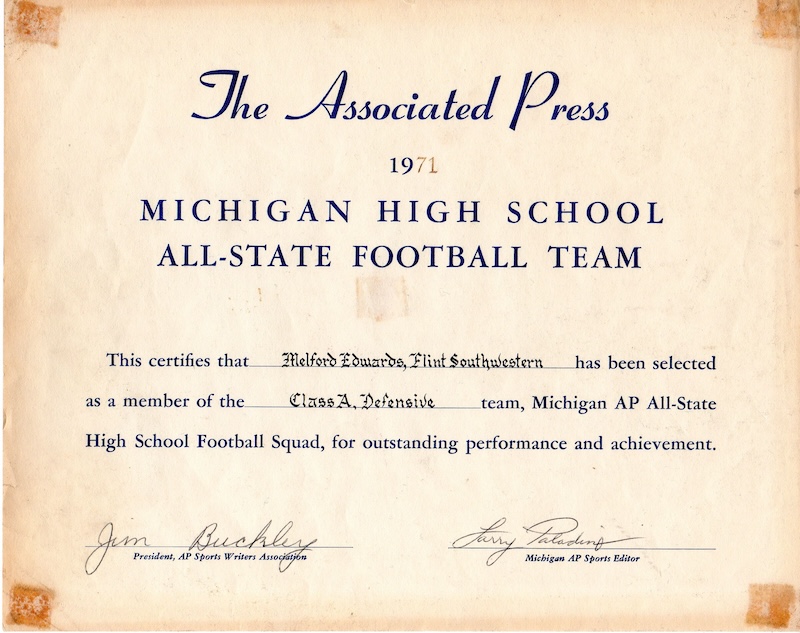 The Associated Press
1971
MICHIGAN HIGH SCHOOL
ALL-STATE FOOTBALL TEAM
This certifies that Melford Edwards, Flint Southwestern has been selected
as a member of the Class A, Defensive team, Michigan AP All-State
High School Football Squad, for outstanding performance and achievement.
Jim Buckley Larry Paladino
President, AP Sports Writers Association Michigan AP Sports Editor